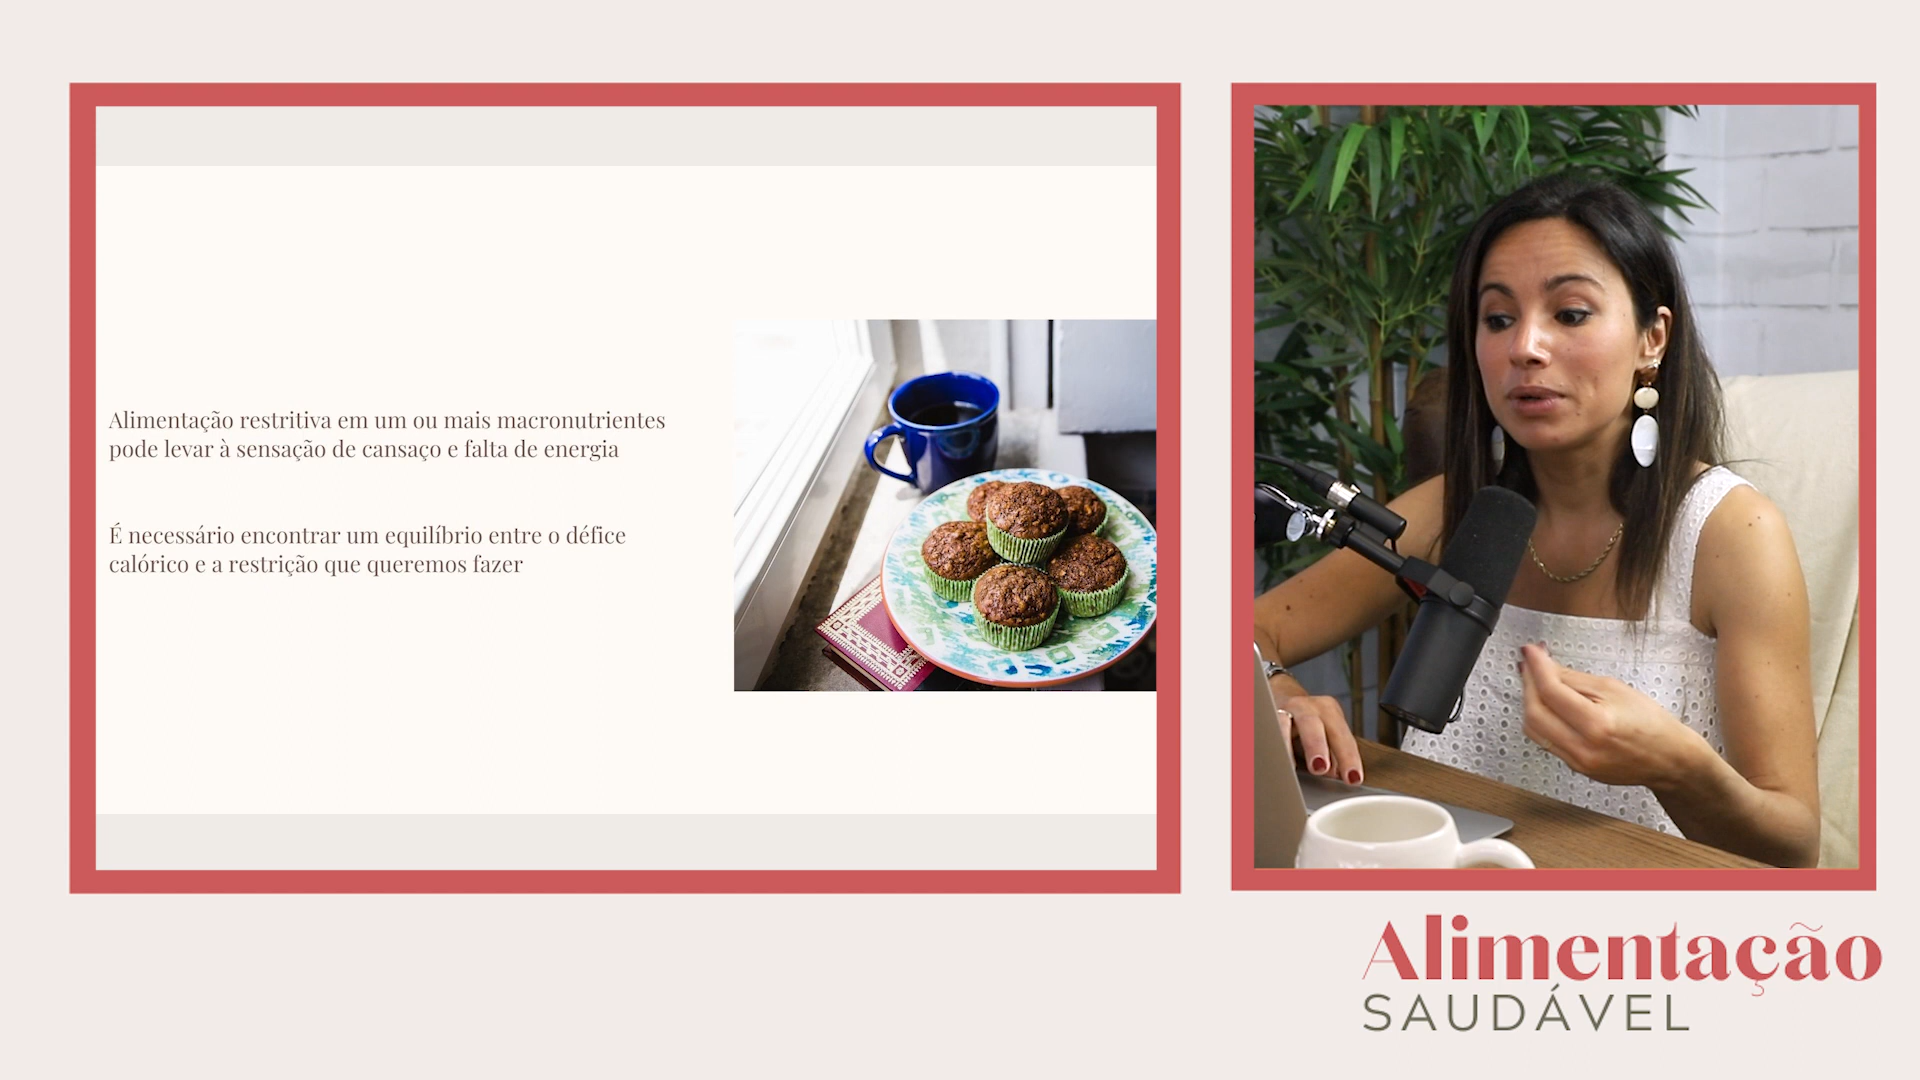 Alimentação restritiva em um ou mais macronutrientes
pode levar à sensação de cansaço e falta de energia
É necessário encontrar um equilíbrio entre o défice
calórico e a restrição que queremos fazer
Alimentação
SAUDÁVEL